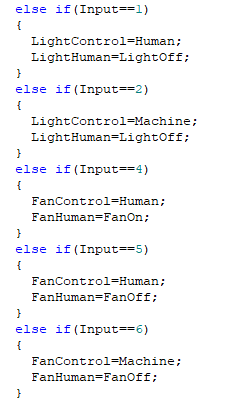 else if(Input==1)
{
LightControl=Human;
LightHuman=LightOff;
}
else if(Input==2)
{
LightControl=Machine;
LightHuman=LightOff;
}
else if(Input==4)
{
FanControl=Human;
FanHuman=FanOn;
}
else if(Input==5)
{
FanControl=Human;
FanHuman=FanOff;
}
else if(Input==6)
{
FanControl=Machine;
FanHuman=FanOff;
}